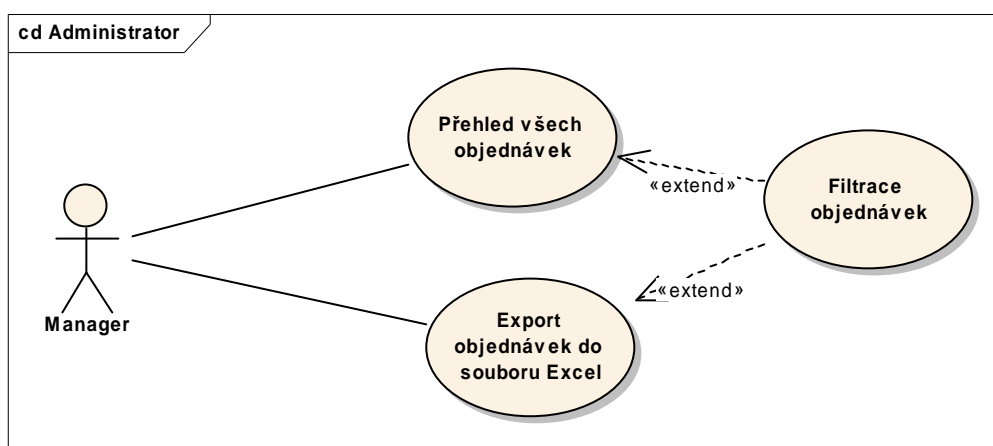 cd Administrator
Přehled všech
objednávek
«extend»
Filtrace
objednávek
«extend»
Manager
Export
objednávek do
souboru Excel